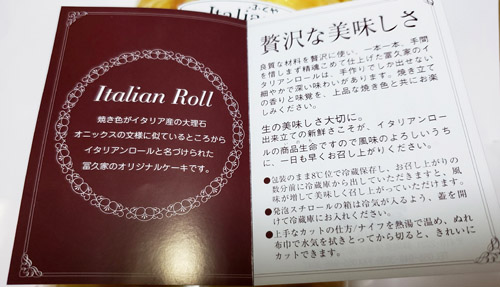 Italian Roll
焼き色がイタリア産の大理石
オニックスの文様に似ているところから
イタリアンロールと名づけられた
冨久家のオリジナルケーキです。
贅沢な美味しさ
良質な材料を贅沢に使い、一本一本、手間
を惜しまず精魂こめて仕上げた冨久家のイ
タリアンロールは、手作りでしか出せない
細やかで深い味わいがあります。焼き立て
の香りと味覚を、上品な焼き色と共にお楽
しみください。
生の美味しさ大切に。
出来立ての新鮮さこそが、イタリアンロー
ルの商品生命ですので風味のよろしいうち
に、一日も早くお召し上がりください。
●包装のまま8℃位で冷蔵保存し、お召し上がりの
数分前に冷蔵庫から出していただきますと、風
味が増して美味しく召し上がっていただけます。
●発泡スチロールの箱は冷気が入るよう、蓋を開
けて冷蔵庫にお入れください。
●上手なカットの仕方/ナイフを熱湯で温め、ぬれ
布巾で水気を拭きとってから切ると、きれいに
カットできます。